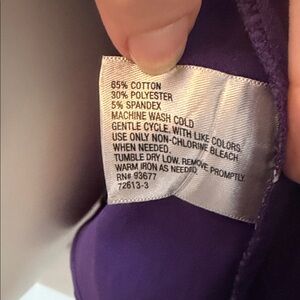 65% COTTON
30% POLYESTER
5% SPANDEX
MACHINE WASH COLD
GENTLE CYCLE. WITH LIKE COLORS.
USE ONLY NON-CHLORINE BLEACH
WHEN NEEDED.
TUMBLE DRY LOW. REMOVE PROMPTLY
WARM IRON AS NEEDED
RN# 93677
72613-3